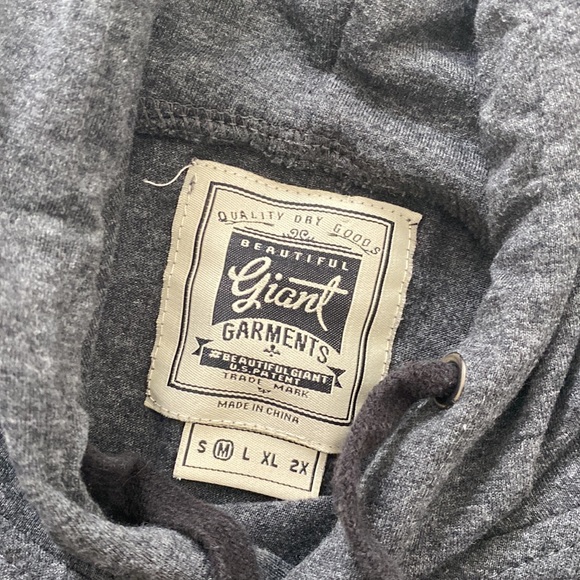 QUALITY DRY GOODS
BEAUTIFUL
Giant
GARMENTS
#BEAUTIFULGIANT
U.S. PATENT
TRADE MARK
MADE IN CHINA
S M L XL 2X